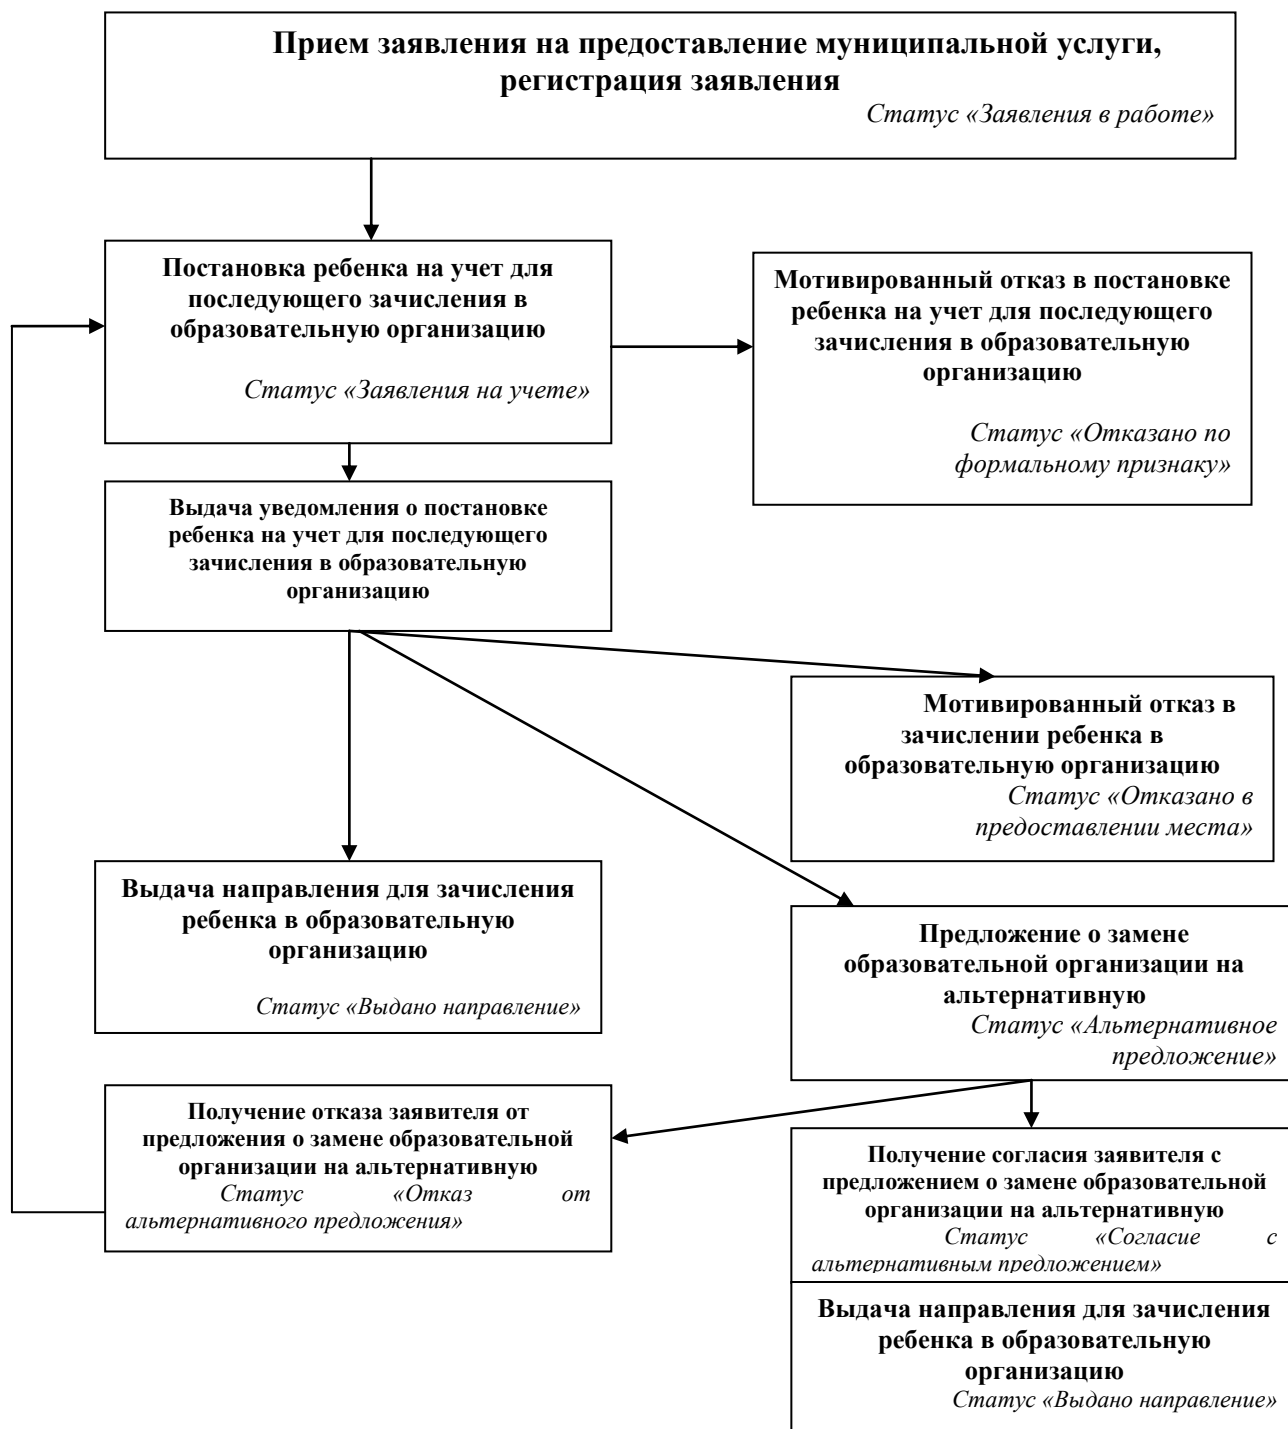 Прием заявления на предоставление муниципальной услуги,
регистрация заявления
Статус «Заявления в работе»
Постановка ребенка на учет для
последующего зачисления в
образовательную организацию
Статус «Заявления на учете»
Мотивированный отказ в постановке
ребенка на учет для последующего
зачисления в образовательную
организацию
Статус «Отказано по
формальному признаку»
Выдача уведомления о постановке
ребенка на учет для последующего
зачисления в образовательную
организацию
Мотивированный отказ в
зачислении ребенка в
образовательную организацию
Статус «Отказано в
предоставлении места»
Выдача направления для зачисления
ребенка в образовательную
организацию
Статус «Выдано направление»
Предложение о замене
образовательной организации на
альтернативную
Статус «Альтернативное
предложение»
Получение отказа заявителя от
предложения о замене образовательной
организации на альтернативную
Статус «Отказ от
альтернативного предложения»
Получение согласия заявителя с
предложением о замене образовательной
организации на альтернативную
Статус «Согласие с
альтернативным предложением»
Выдача направления для зачисления
ребенка в образовательную
организацию
Статус «Выдано направление»